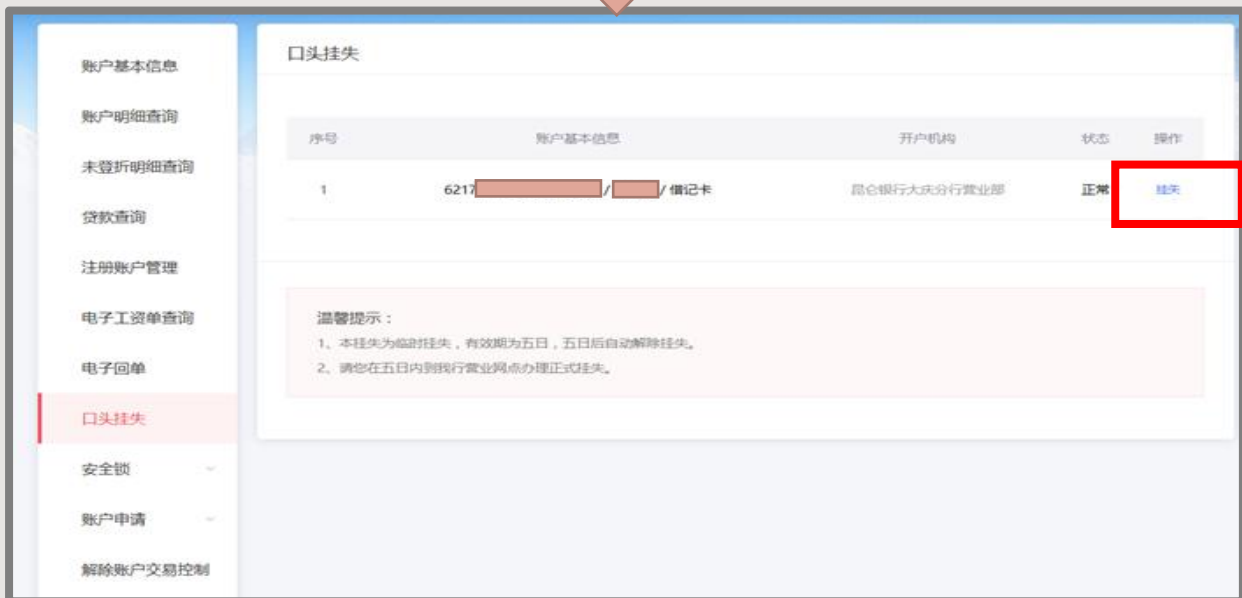 账户基本信息
账户明细查询
未登折明细查询
贷款查询
注册账户管理
电子工资单查询
电子回单
口头挂失
安全锁
账户申请
解除账户交易控制
口头挂失
序号 账户基本信息 开户机构 状态 操作
1 6217 / / 借记卡 昆仑银行大庆分行营业部 正常 挂失
温馨提示：
1、本挂失为临时挂失，有效期为五日，五日后自动解除挂失。
2、请您在五日内到我行营业网点办理正式挂失。